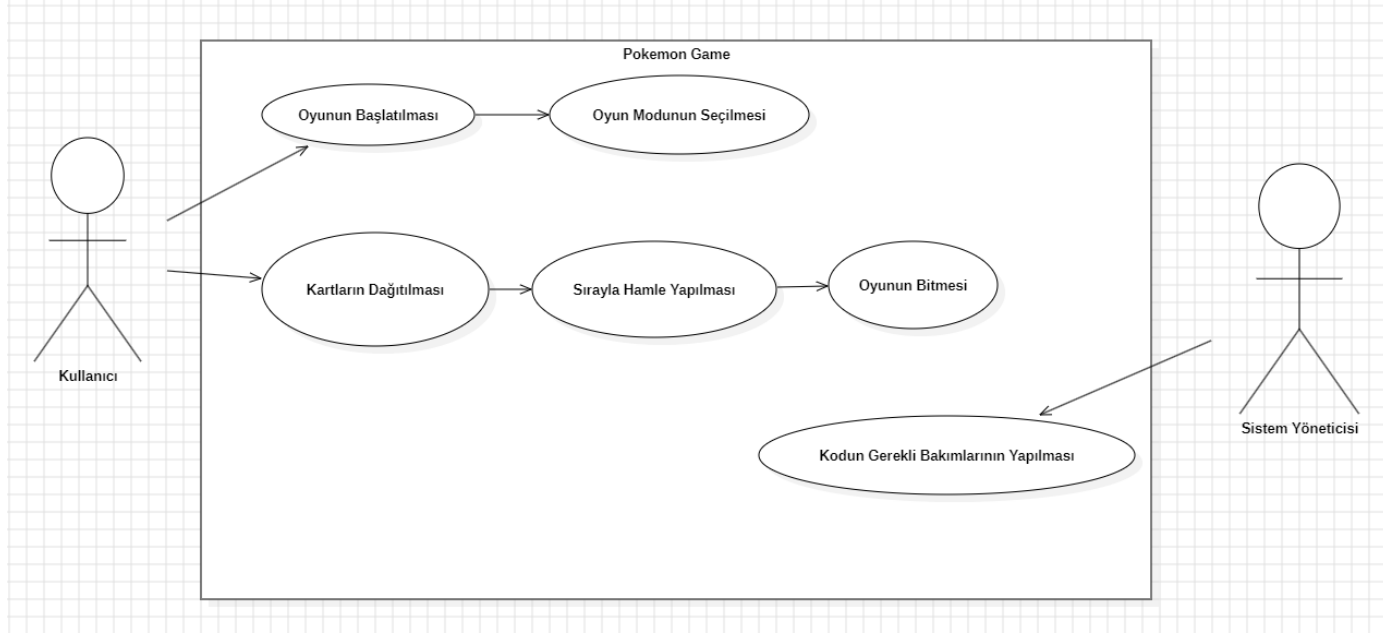 Pokemon Game
Oyunun Başlatılması
Oyun Modunun Seçilmesi
Kartların Dağıtılması
Sırayla Hamle Yapılması
Oyunun Bitmesi
Kullanıcı
Sistem Yöneticisi
Kodun Gerekli Bakımlarının Yapılması